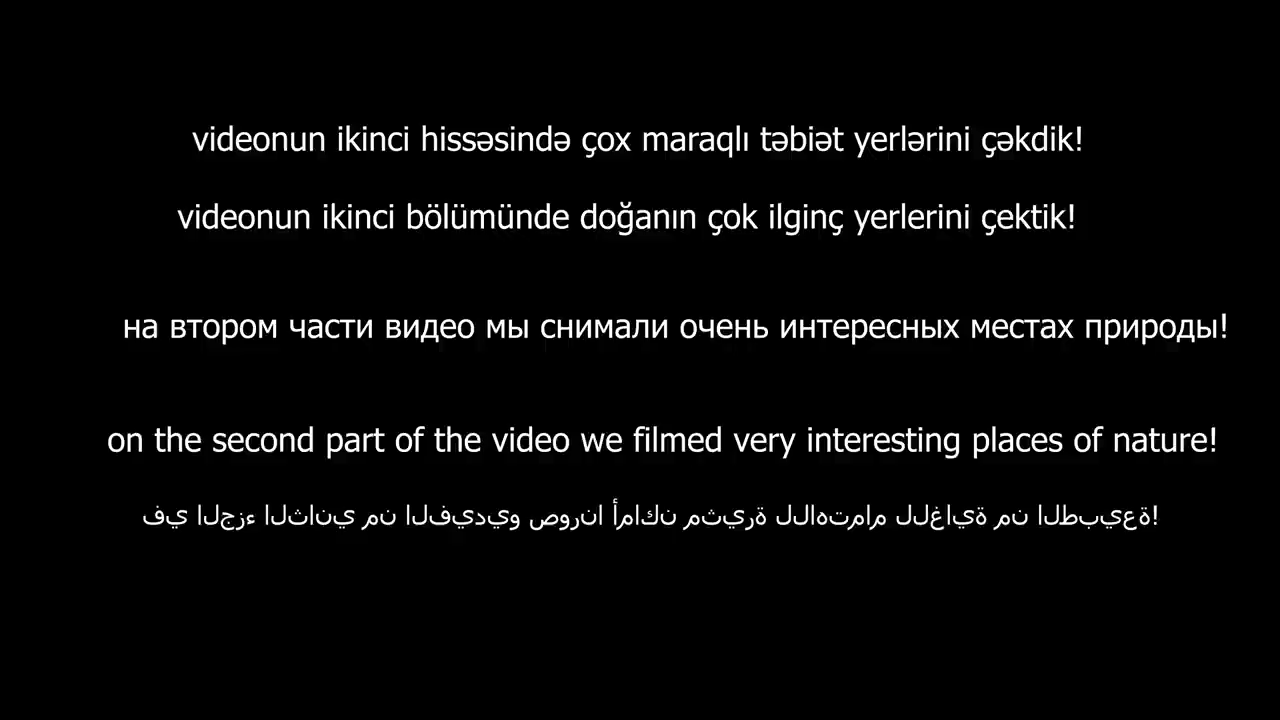 videonun ikinci hissəsində çox maraqlı təbiət yerlərini çəkdik!
videonun ikinci bölümünde doğanın çok ilginç yerlerini çektik!
на втором части видео мы снимали очень интересных местах природы!
on the second part of the video we filmed very interesting places of nature!
في الجزء الثاني من الفيديو صورنا أماكن مثيرة للاهتمام للغاية من الطبيعة!